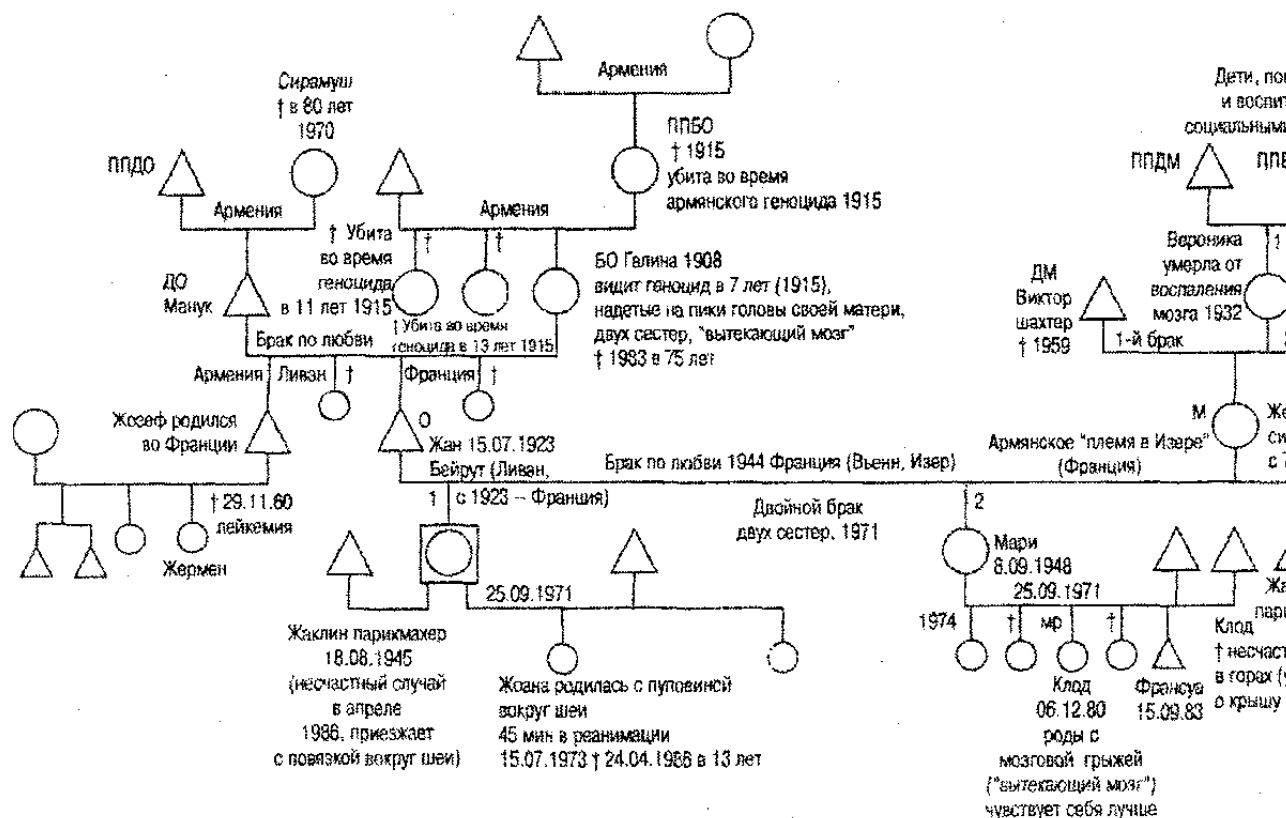 Армения
Сирамуш
† в 80 лет
1970
ППДО
ППБО
† 1915
убита во время
армянского геноцида 1915
Дети,
и
социальными
ППДМ
Армения
Армения
† Убита
во время
геноцида
в 11 лет 1915
†
†
ДО
Манук
БО Галина 1908
видит геноцид в 7 лет (1915),
надетые на пики головы своей матери,
двух сестер, "вытекающий мозг"
† 1983 в 75 лет
† Убита во время
геноцида в 13 лет 1915
Брак по любви
Вероника
умерла от
воспаления
мозга 1932
1
ДМ
Виктор
шахтер
† 1959
1-й брак
Армения
Ливан
†
Франция
†
Жозеф родился
во Франции
О
Жан 15.07.1923
Бейрут (Ливан,
с 1923 – Франция)
М
Армянское "племя в Изере"
(Франция)
Брак по любви 1944 Франция (Вьенн, Изер)
1
2
Двойной брак
двух сестер, 1971
† 29.11.60
лейкемия
Жермен
Мари
8.09.1948
25.09.1971
25.09.1971
Жаклин парикмахер
18.08.1945
(несчастный случай
в апреле
1986, приезжает
с повязкой вокруг шеи)
Жоана родилась с пуповиной
вокруг шеи
45 мин в реанимации
15.07.1973 † 24.04.1986 в 13 лет
1974
†
мр
†
Клод
06.12.80
роды с
мозговой грыжей
("вытекающий мозг")
чувствует себя лучше
Франсуа
15.09.83
Клод
†
в горах
о крышу